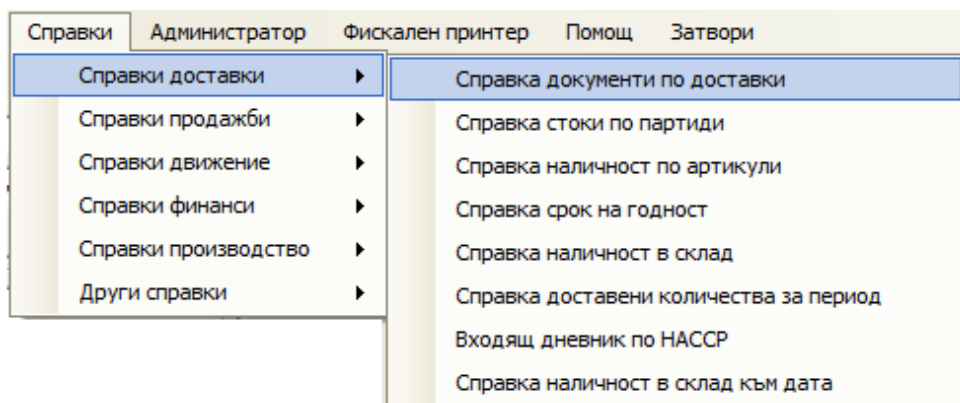 Справки Администратор Фискален принтер Помощ Затвори
Справки доставки
Справки продажби
Справки движение
Справки финанси
Справки производство
Други справки
Справка документи по доставки
Справка стоки по партиди
Справка наличност по артикули
Справка срок на годност
Справка наличност в склад
Справка доставени количества за период
Входящ дневник по НАССР
Справка наличност в склад към дата